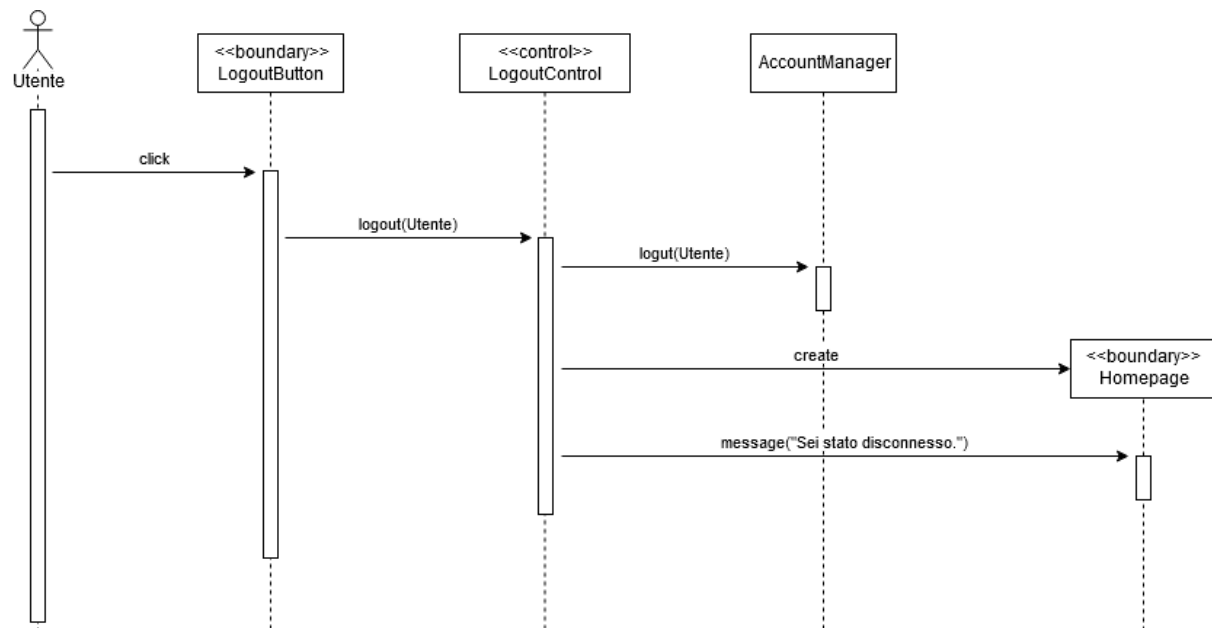 Utente
<<boundary>>
LogoutButton
<<control>>
LogoutControl
AccountManager
click
logout(Utente)
logut(Utente)
create
<<boundary>>
Homepage
message("Sei stato disconnesso.")